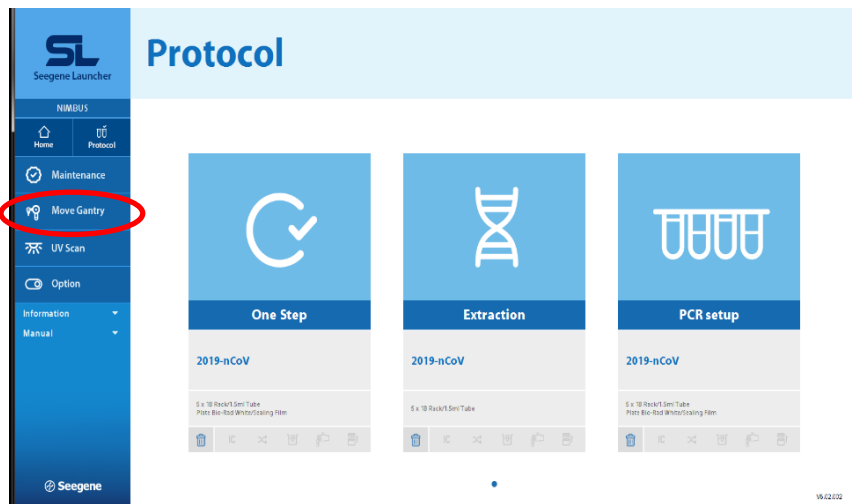 SL
Seegene Launcher
NIMBUS
Home
Protocol
Maintenance
Move Gantry
UV Scan
Option
Information
Manual
Seegene
Protocol
One Step
2019-nCoV
5 x 18 Rack/1.5ml Tube
Plate Bio-Rad White/Sealing Film
Extraction
2019-nCoV
5 x 18 Rack/1.5ml Tube
PCR setup
2019-nCoV
5 x 18 Rack/1.5ml Tube
Plate Bio-Rad White/Sealing Film
IC
IC
IC